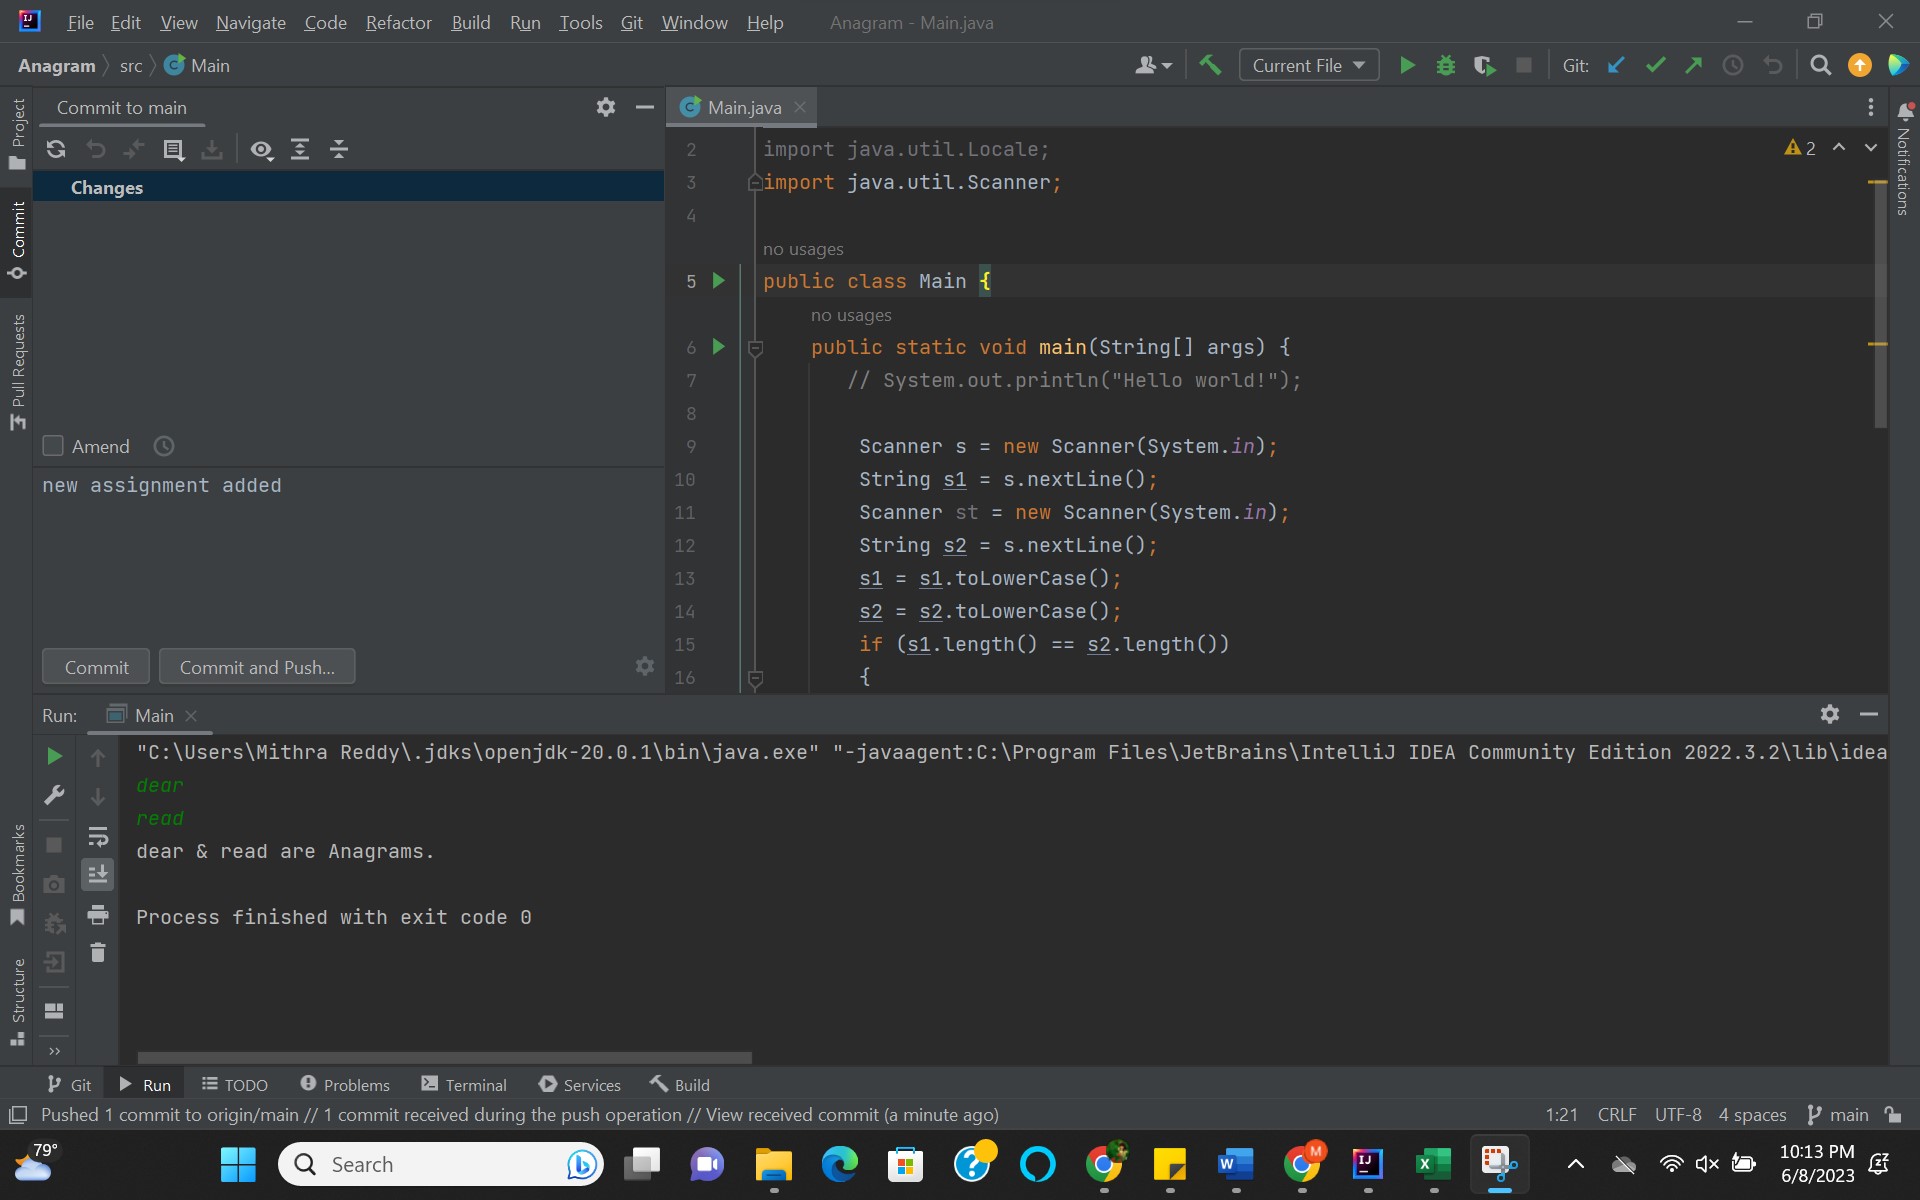 File Edit View Navigate Code Refactor Build Run Tools Git Window Help Anagram - Main.java
Anagram src Main Current File Git:
Project
Commit
Pull Requests
Bookmarks
Structure
Commit to main
Changes
Amend
new assignment added
Commit Commit and Push...
Main.java
Notifications
2
2 import java.util.Locale;
3 import java.util.Scanner;
4
no usages
5 public class Main {
no usages
6 public static void main(String[] args) {
7 // System.out.println("Hello world!");
8
9 Scanner s = new Scanner(System.in);
10 String s1 = s.nextLine();
11 Scanner st = new Scanner(System.in);
12 String s2 = s.nextLine();
13 s1 = s1.toLowerCase();
14 s2 = s2.toLowerCase();
15 if (s1.length() == s2.length())
16 {
Run: Main
"C:\Users\Mithra Reddy\.jdks\openjdk-20.0.1\bin\java.exe" "-javaagent:C:\Program Files\JetBrains\IntelliJ IDEA Community Edition 2022.3.2\lib\idea
dear
read
dear & read are Anagrams.
Process finished with exit code 0
Git Run TODO Problems Terminal Services Build
Pushed 1 commit to origin/main // 1 commit received during the push operation // View received commit (a minute ago) 1:21 CRLF UTF-8 4 spaces main
79° Search 10:13 PM
6/8/2023